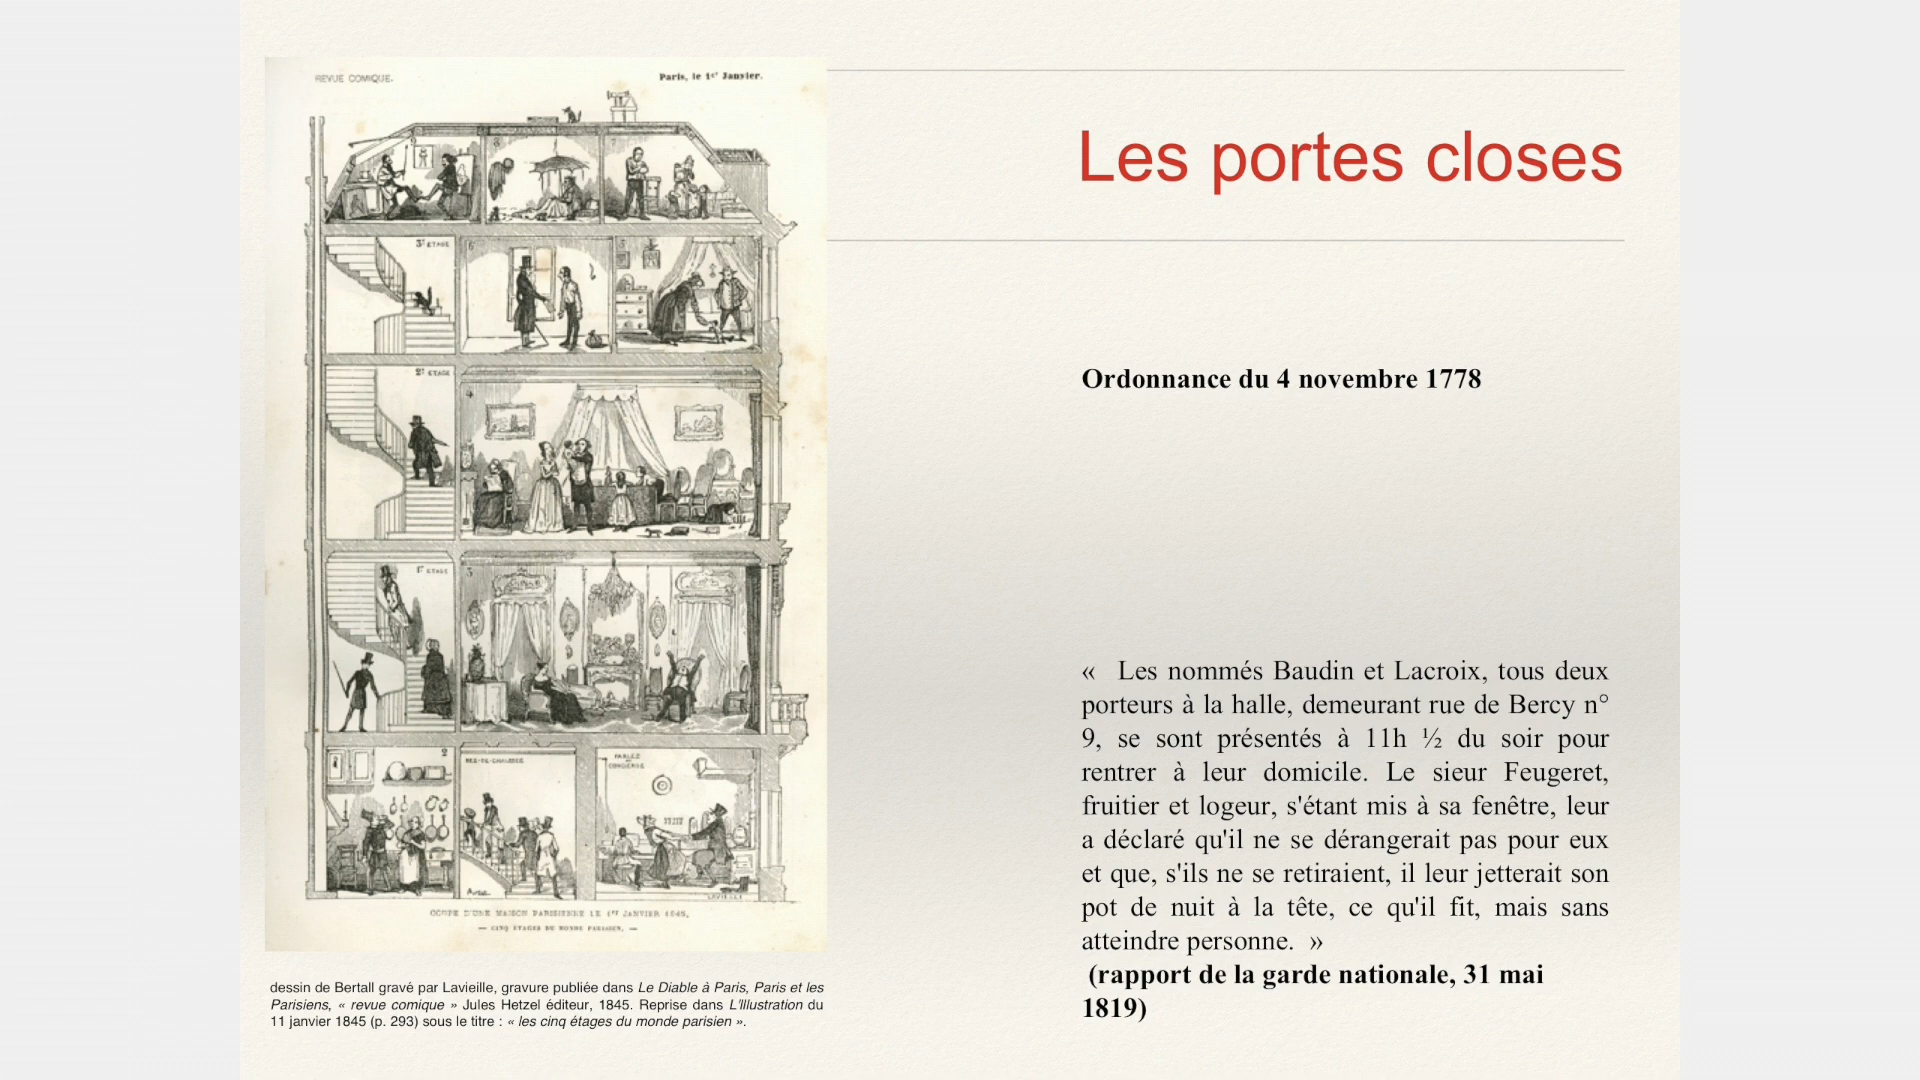 REVUE COMIQUE.
Paris, le 1er Janvier.
Les portes closes
3e ETAGE
6
5
2e ETAGE
4
Ordonnance du 4 novembre 1778
1er ETAGE
3
2
REZ-DE-CHAUSSÉE
PARLEZ
AU
CONCIERGE
LAVIEILLE
COUPE D'UNE MAISON PARISIENNE LE 1er JANVIER 1845,
— CINQ ETAGES DU MONDE PARISIEN, —
dessin de Bertall gravé par Lavieille, gravure publiée dans Le Diable à Paris, Paris et les
Parisiens, « revue comique » Jules Hetzel éditeur, 1845. Reprise dans L'Illustration du
11 janvier 1845 (p. 293) sous le titre : « les cinq étages du monde parisien ».
« Les nommés Baudin et Lacroix, tous deux
porteurs à la halle, demeurant rue de Bercy n°
9, se sont présentés à 11h ½ du soir pour
rentrer à leur domicile. Le sieur Feugeret,
fruitier et logeur, s'étant mis à sa fenêtre, leur
a déclaré qu'il ne se dérangerait pas pour eux
et que, s'ils ne se retiraient, il leur jetterait son
pot de nuit à la tête, ce qu'il fit, mais sans
atteindre personne. »
(rapport de la garde nationale, 31 mai
1819)